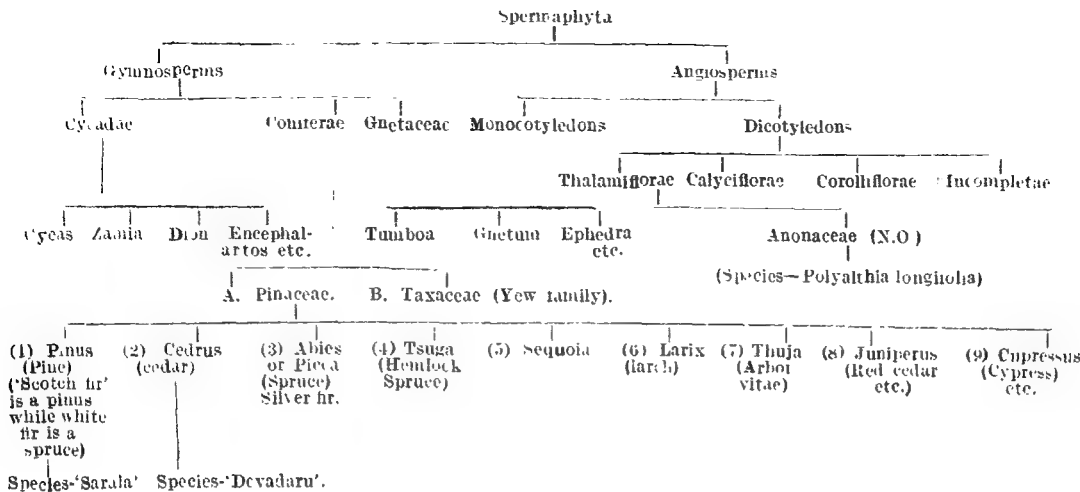 Spermaphyta
Gymnosperms Angiosperms
Cycadae Coniferae Gnetaceae Monocotyledons Dicotyledons
Thalamiflorae Calyciflorae Corolliflorae Incompletae
Cycas Zamia Dion Encephal-
artos etc. Tumboa Gnetum Ephedra
etc. Anonaceae (N.O)
(Species—Polyalthia longifolia)
A. Pinaceae. B. Taxaceae (Yew family).
(1) Pinus
(Pine)
('Scotch fir'
is a pinus
while white
fir is a
spruce)
(2) Cedrus
(cedar)
(3) Abies
or Picea
(Spruce)
Silver fir.
(4) Tsuga
(Hemlock
Spruce)
(5) Sequoia
(6) Larix
(larch)
(7) Thuja
(Arbor
vitae)
(8) Juniperus
(Red cedar
etc.)
(9) Cupressus
(Cypress)
etc.
Species-'Sarala' Species-'Devadaru'.